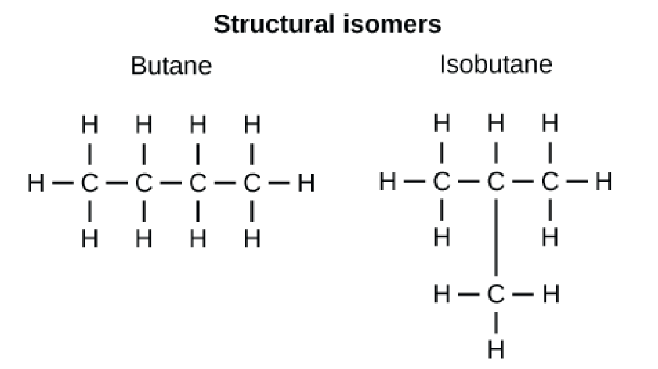 Structural isomers
Butane
H H H H
H – C – C – C – C – H
H H H H
Isobutane
H H H
H – C – C – C – H
H H
H – C – H
H